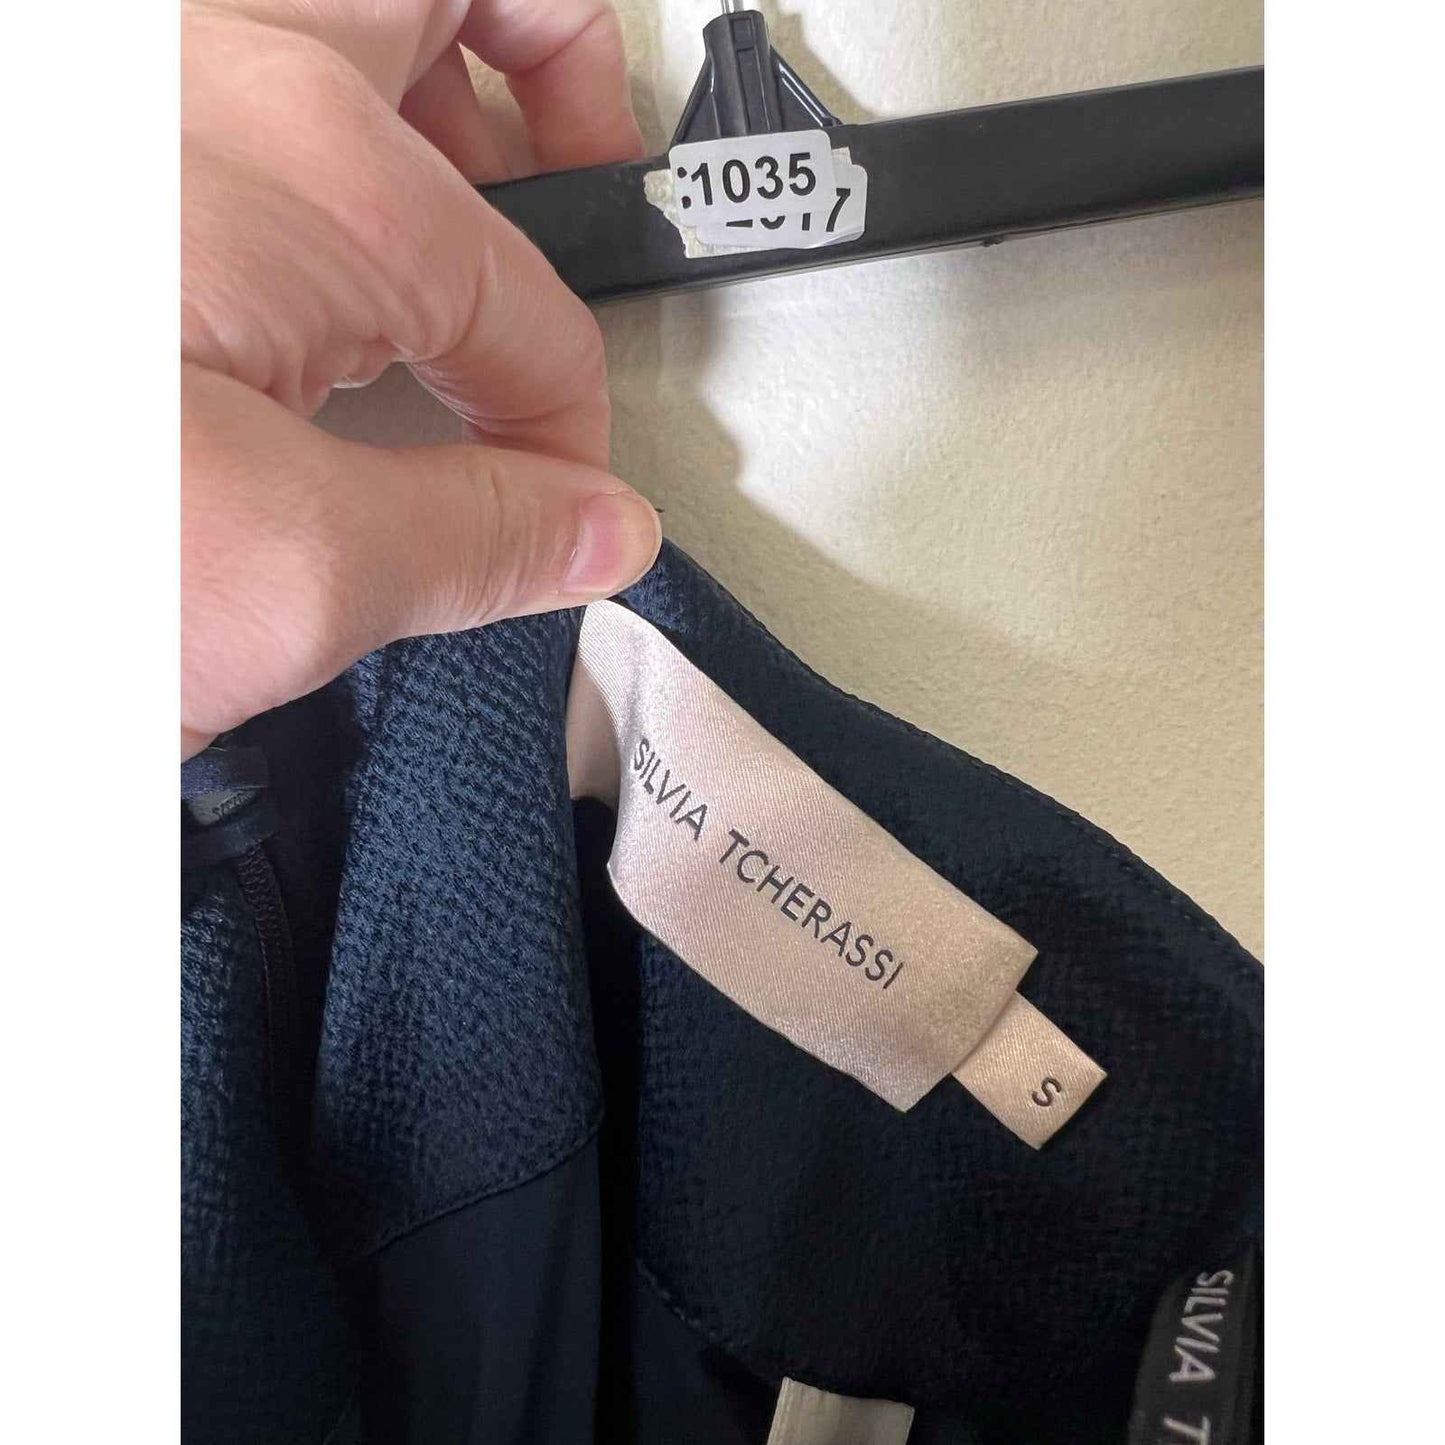 :1035
SILVIA TCHERASSI
S
SILVIA T